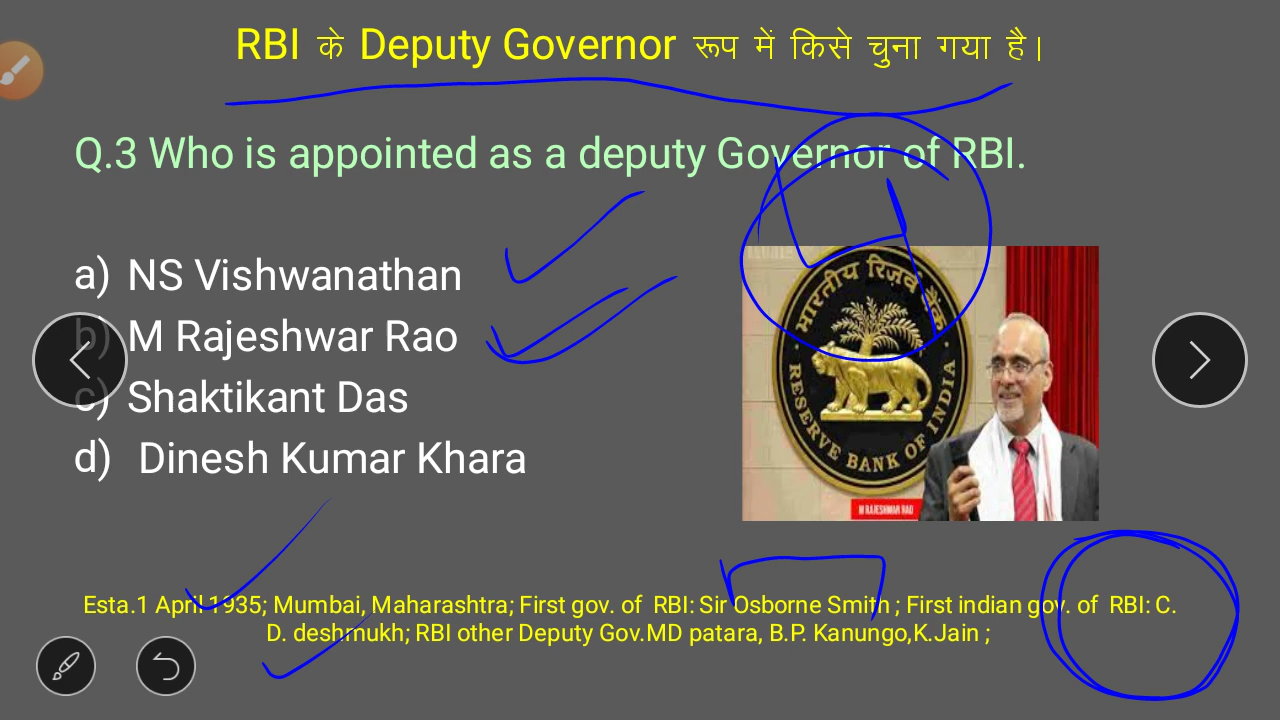 RBI के Deputy Governor रूप में किसे चुना गया है।
Q.3 Who is appointed as a deputy Governor of RBI.
a) NS Vishwanathan
b) M Rajeshwar Rao
c) Shaktikant Das
d) Dinesh Kumar Khara
भारतीय रिज़र्व बैंक
RESERVE BANK OF INDIA
M RAJESHWAR RAO
Esta.1 April 1935; Mumbai, Maharashtra; First gov. of RBI: Sir Osborne Smith ; First indian gov. of RBI: C.
D. deshmukh; RBI other Deputy Gov.MD patara, B.P. Kanungo,K.Jain ;